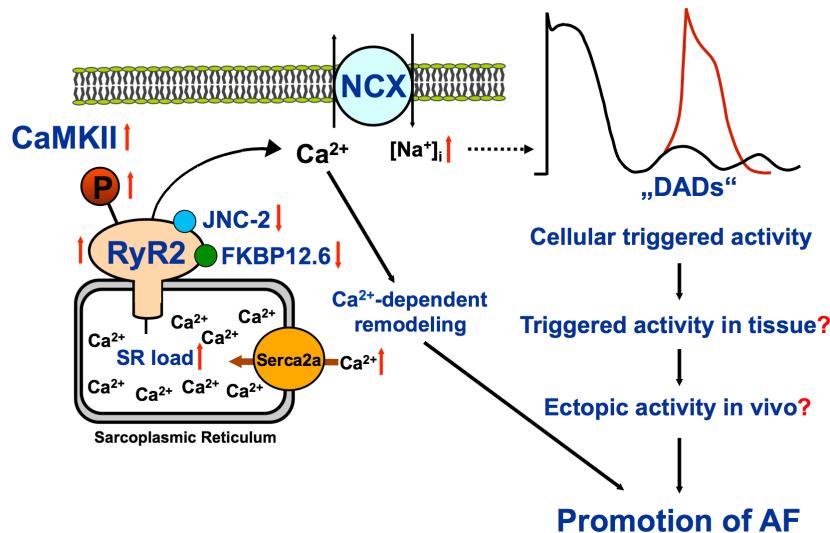 NCX
CaMKII
Ca²⁺
[Na⁺]ᵢ
P
„DADs“
JNC-2
RyR2
FKBP12.6
Cellular triggered activity
Ca²⁺-dependent
remodeling
Ca²⁺
Ca²⁺
Ca²⁺
Ca²⁺
Triggered activity in tissue?
SR load
Serca2a
Ca²⁺
Ca²⁺
Ca²⁺
Ca²⁺
Ca²⁺
Ectopic activity in vivo?
Sarcoplasmic Reticulum
Promotion of AF